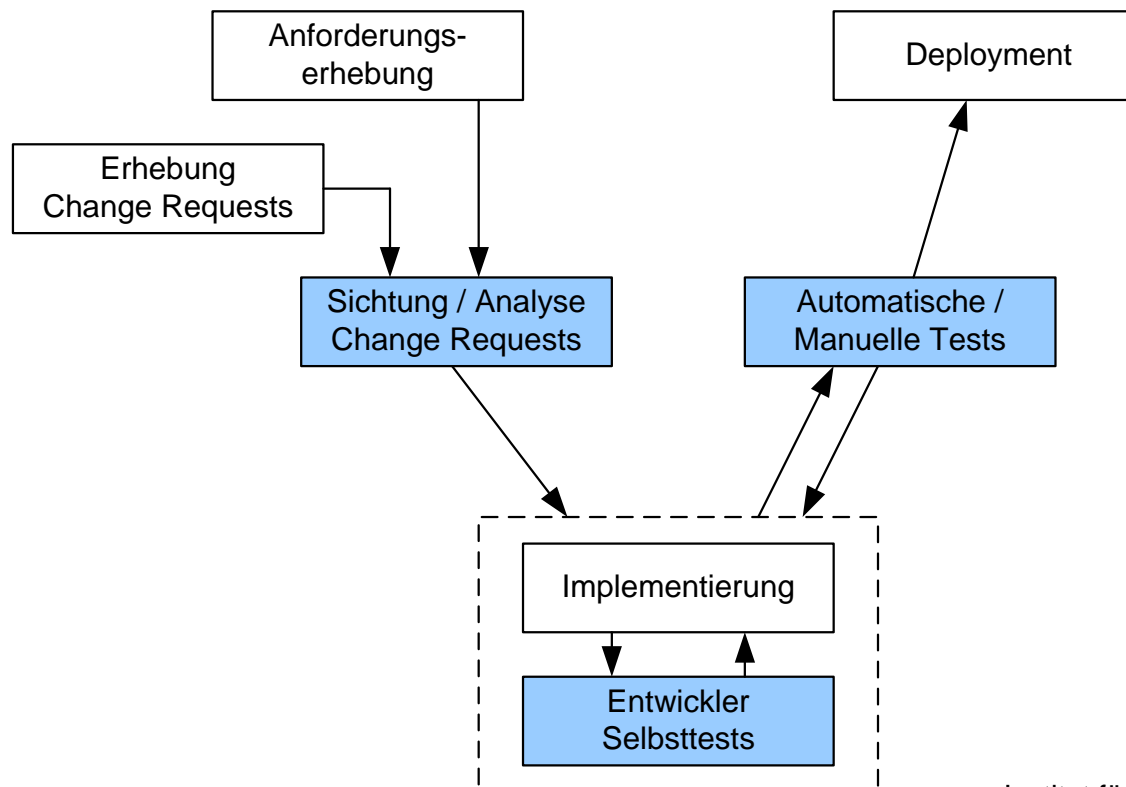 Anforderungs-
erhebung
Deployment
Erhebung
Change Requests
Sichtung / Analyse
Change Requests
Automatische /
Manuelle Tests
Implementierung
Entwickler
Selbsttests